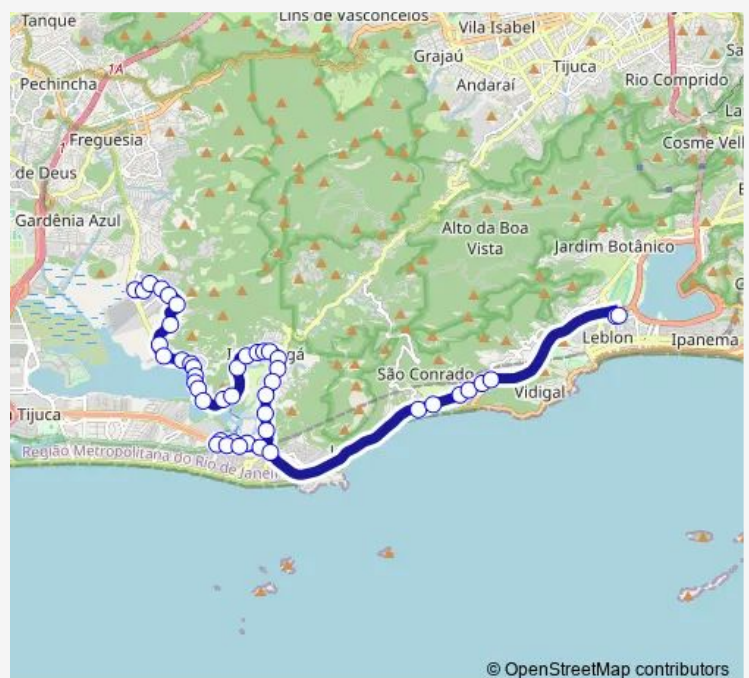 Tanque
Lins de Vasconcelos
Vila Isabel
1A
Grajaú
Tijuca
Pechincha
Andaraí
Rio Comprido
Freguesia
Cosme Vel
de Deus
Gardênia Azul
Alto da Boa
Vista
Jardim Botânico
Leblon
Ipanema
São Conrado
Vidigal
Tijuca
Região Metropolitana do Rio de Janei
© OpenStreetMap contributors